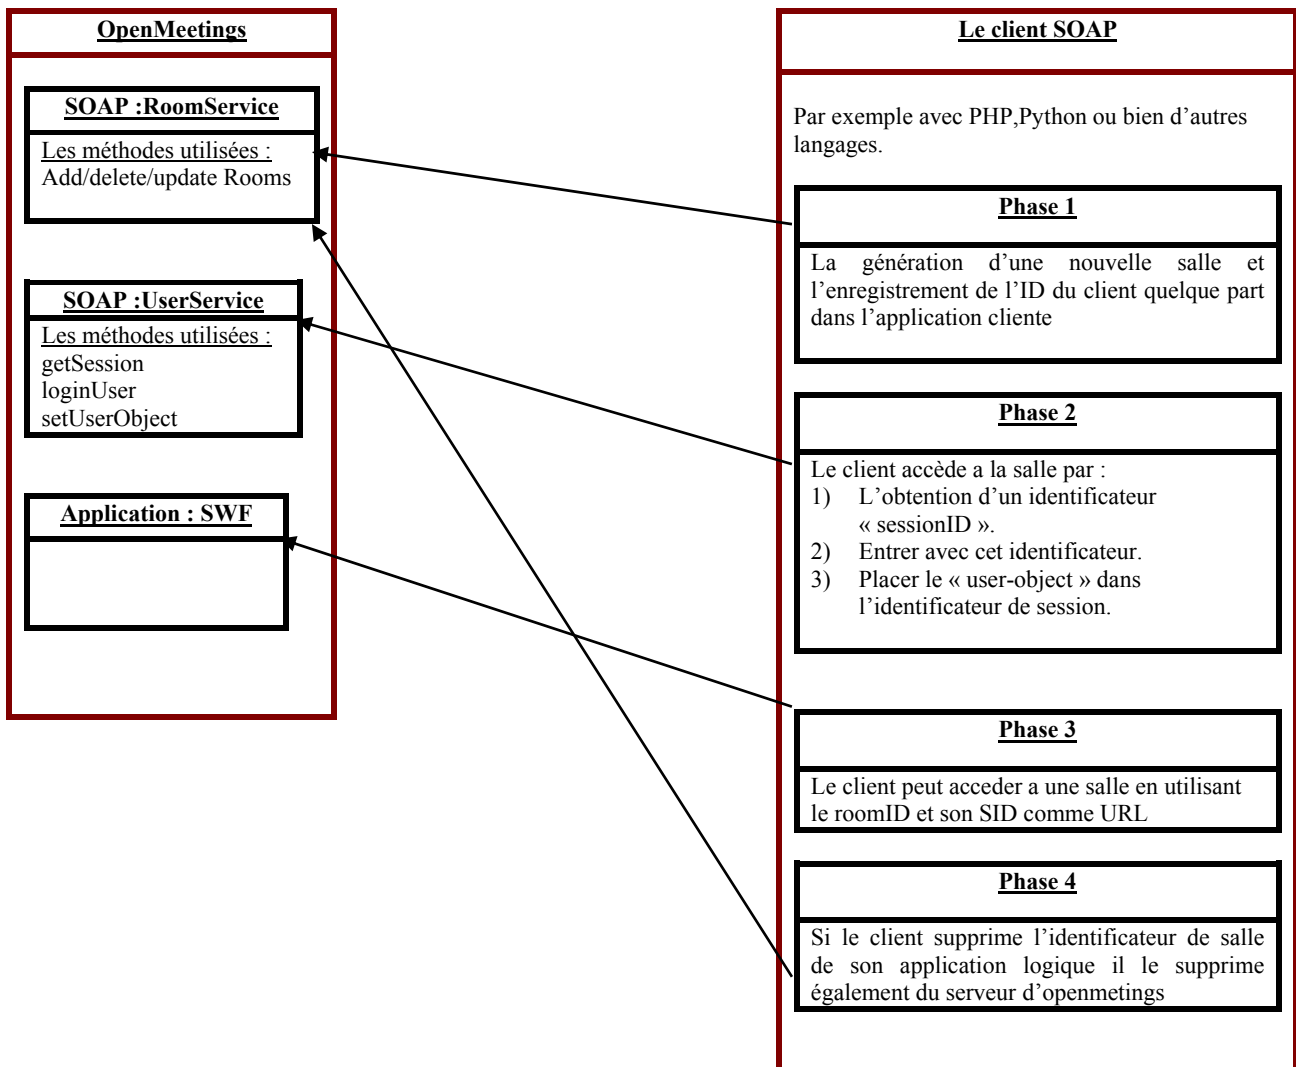 OpenMeetings
SOAP :RoomService
Les méthodes utilisées :
Add/delete/update Rooms
SOAP :UserService
Les méthodes utilisées :
getSession
loginUser
setUserObject
Application : SWF
Le client SOAP
Par exemple avec PHP,Python ou bien d’autres
langages.
Phase 1
La génération d’une nouvelle salle et
l’enregistrement de l’ID du client quelque part
dans l’application cliente
Phase 2
Le client accède a la salle par :
1) L’obtention d’un identificateur
« sessionID ».
2) Entrer avec cet identificateur.
3) Placer le « user-object » dans
l’identificateur de session.
Phase 3
Le client peut acceder a une salle en utilisant
le roomID et son SID comme URL
Phase 4
Si le client supprime l’identificateur de salle
de son application logique il le supprime
également du serveur d’openmetings